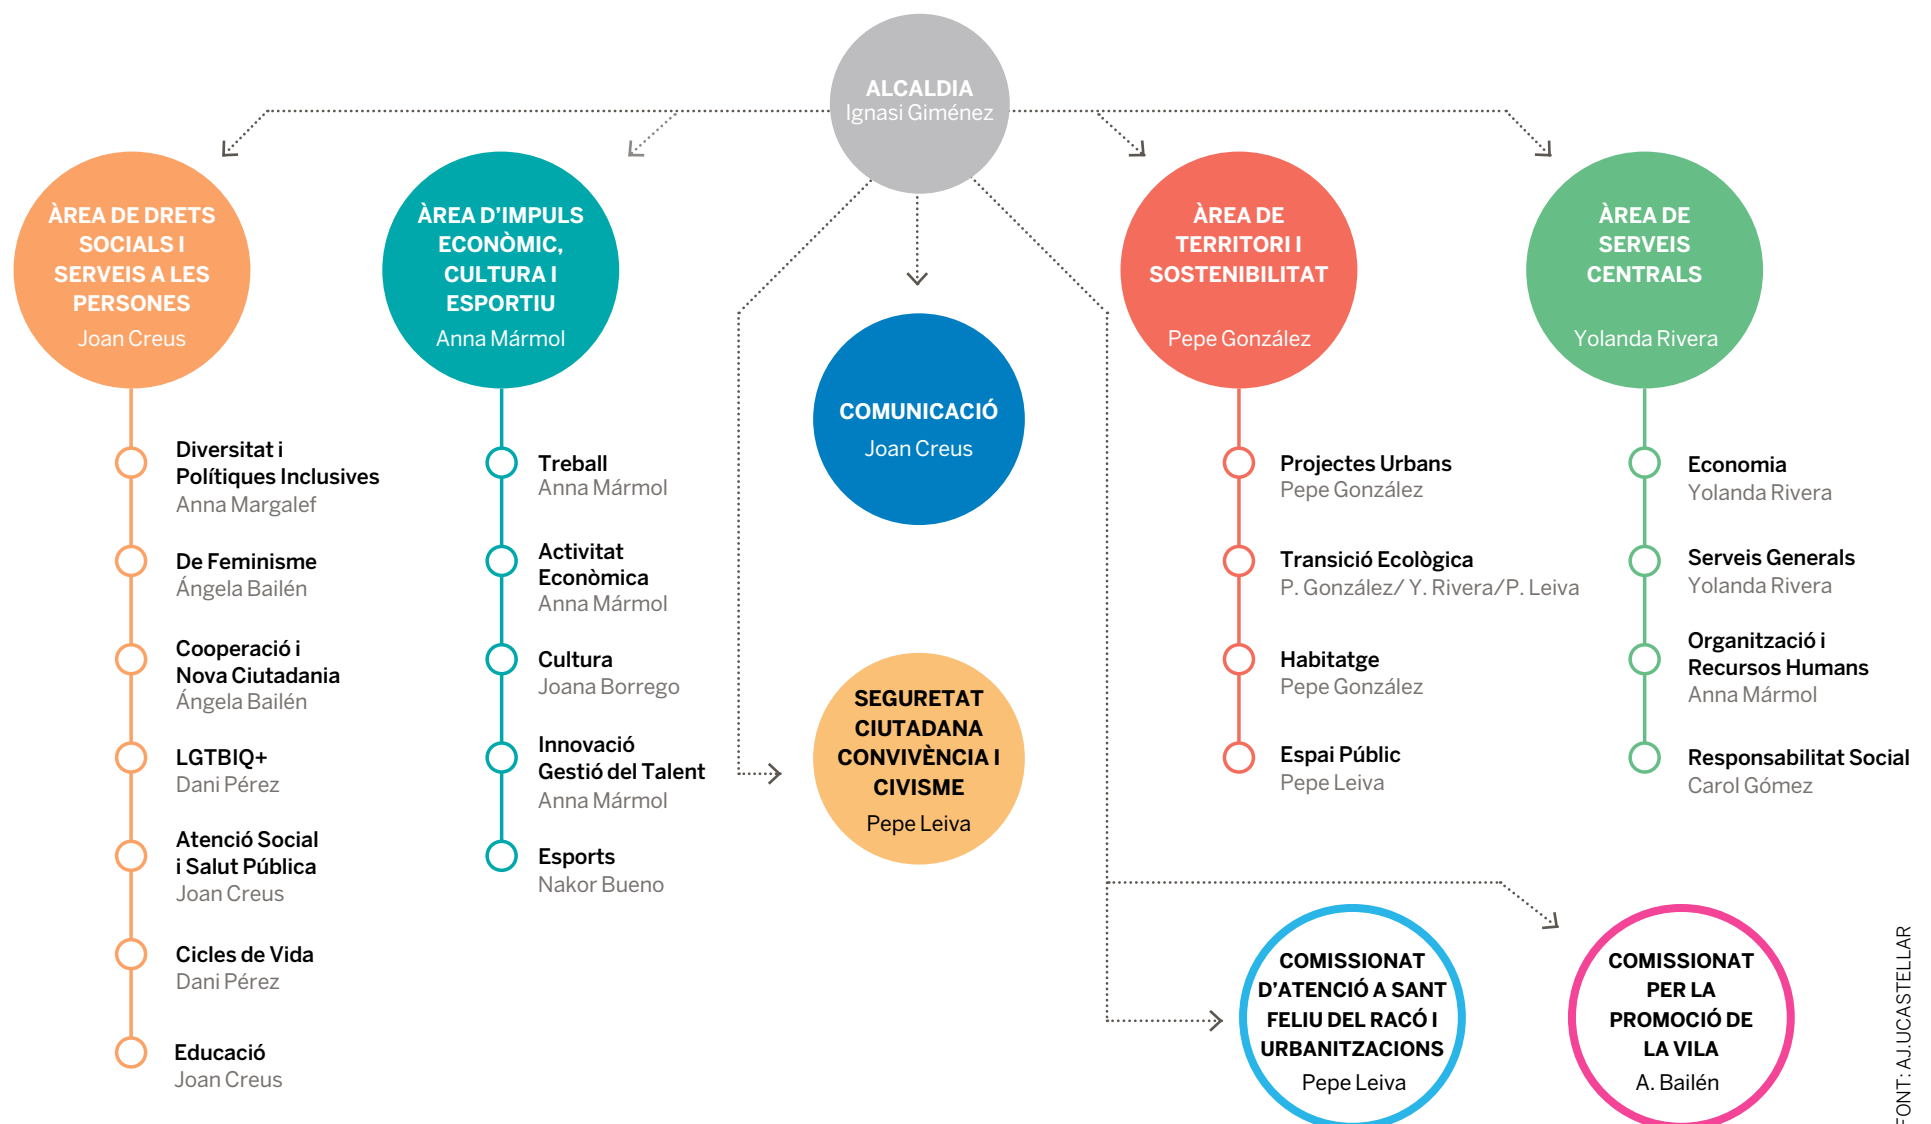 ALCALDIA
Ignasi Giménez
ÀREA DE DRETS
SOCIALS I
SERVEIS A LES
PERSONES
Joan Creus
Diversitat i
Polítiques Inclusives
Anna Margalef
De Feminisme
Ángela Bailén
Cooperació i
Nova Ciutadania
Ángela Bailén
LGTBIQ+
Dani Pérez
Atenció Social
i Salut Pública
Joan Creus
Cicles de Vida
Dani Pérez
Educació
Joan Creus
ÀREA D'IMPULS
ECONÒMIC,
CULTURA I
ESPORTIU
Anna Mármol
Treball
Anna Mármol
Activitat
Econòmica
Anna Mármol
Cultura
Joana Borrego
Innovació
Gestió del Talent
Anna Mármol
Esports
Nakor Bueno
COMUNICACIÓ
Joan Creus
SEGURETAT
CIUTADANA
CONVIVÈNCIA I
CIVISME
Pepe Leiva
ÀREA DE
TERRITORI I
SOSTENIBILITAT
Pepe González
Projectes Urbans
Pepe González
Transició Ecològica
P. González/ Y. Rivera/P. Leiva
Habitatge
Pepe González
Espai Públic
Pepe Leiva
ÀREA DE
SERVEIS
CENTRALS
Yolanda Rivera
Economia
Yolanda Rivera
Serveis Generals
Yolanda Rivera
Organització i
Recursos Humans
Anna Mármol
Responsabilitat Social
Carol Gómez
COMISSIONAT
D'ATENCIÓ A SANT
FELIU DEL RACÓ I
URBANITZACIONS
Pepe Leiva
COMISSIONAT
PER LA
PROMOCIÓ DE
LA VILA
A. Bailén
FONT: AJ.UCASTELLAR